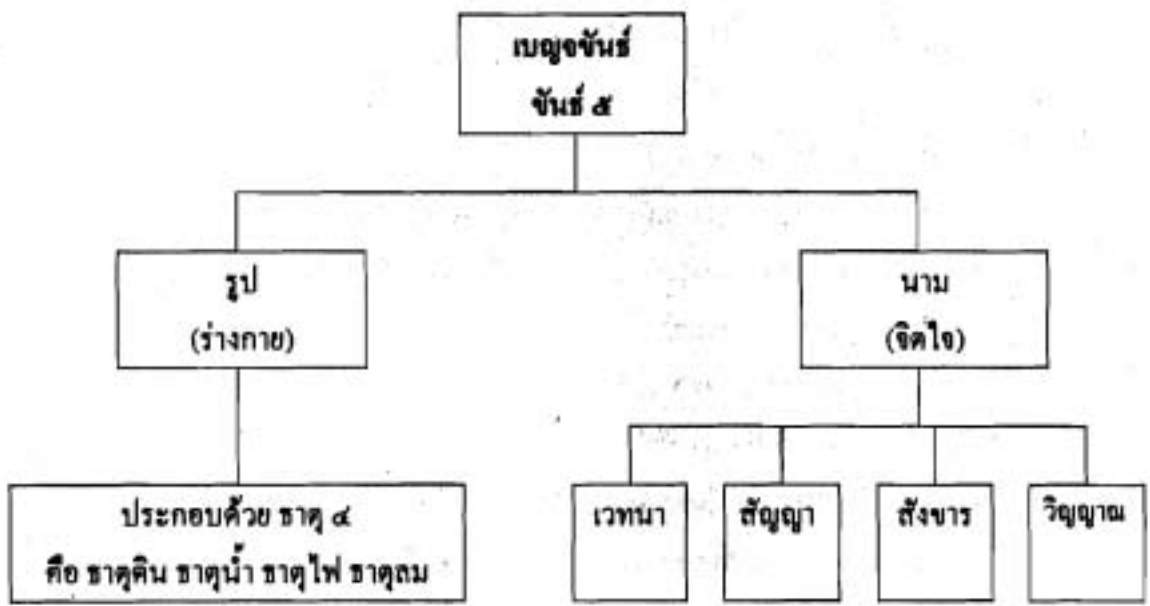 เบญจขันธ์
ขันธ์ ๕
รูป
(ร่างกาย)
นาม
(จิตใจ)
ประกอบด้วย ธาตุ ๔
คือ ธาตุดิน ธาตุน้ำ ธาตุไฟ ธาตุลม
เวทนา
สัญญา
สังขาร
วิญญาณ